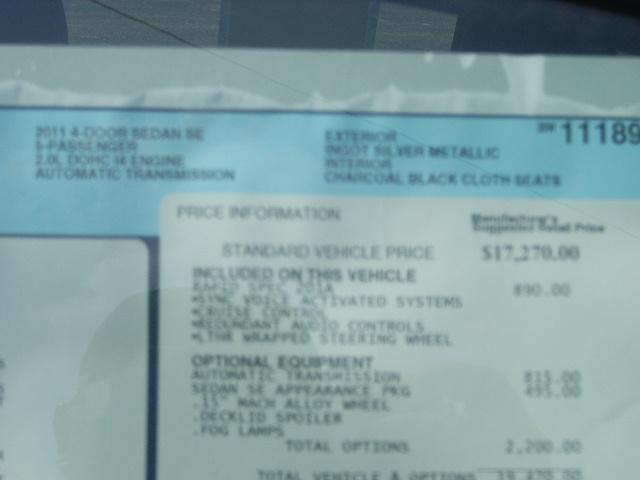 2011 4-DOOR SEDAN SE
5-PASSENGER
2.0L DOHC I4 ENGINE
AUTOMATIC TRANSMISSION
EXTERIOR
INGOT SILVER METALLIC
INTERIOR
CHARCOAL BLACK CLOTH SEATS
11189
PRICE INFORMATION
Manufacturer's
Suggested Retail Price
STANDARD VEHICLE PRICE $17,270.00
INCLUDED ON THIS VEHICLE
RAPID SPEC 201A 890.00
•SYNC VOICE ACTIVATED SYSTEMS
•CRUISE CONTROL
•REDUNDANT AUDIO CONTROLS
•LTHR WRAPPED STEERING WHEEL
OPTIONAL EQUIPMENT
AUTOMATIC TRANSMISSION 815.00
SEDAN SE APPEARANCE PKG 495.00
.15" MACH ALLOY WHEEL
.DECKLID SPOILER
.FOG LAMPS
TOTAL OPTIONS 2,200.00
TOTAL VEHICLE & OPTIONS 19,470.00